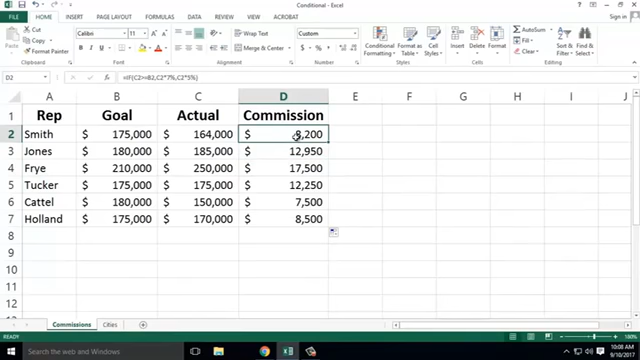 Conditional - Excel
Sign in
FILE HOME INSERT PAGE LAYOUT FORMULAS DATA REVIEW VIEW ACROBAT
Cut
Copy
Format Painter
Paste
Clipboard
Calibri 11
Font
Wrap Text
Merge & Center
Alignment
Number
Conditional Formatting
Format as Table
Cell Styles
Styles
Insert Delete Format
Cells
AutoSum
Fill
Clear
Sort & Filter
Find & Select
Editing
D2 =IF(C2>=B2,C2*7%,C2*5%)
A B C D E F G H I J
1 Rep Goal Actual Commission
2 Smith $ 175,000 $ 164,000 $ 8,200
3 Jones $ 180,000 $ 185,000 $ 12,950
4 Frye $ 210,000 $ 250,000 $ 17,500
5 Tucker $ 175,000 $ 175,000 $ 12,250
6 Cattel $ 180,000 $ 150,000 $ 7,500
7 Holland $ 175,000 $ 170,000 $ 8,500
8
9
10
11
12
Commissions Cities
READY
180%
Search the web and Windows
10:08 AM
9/10/2017